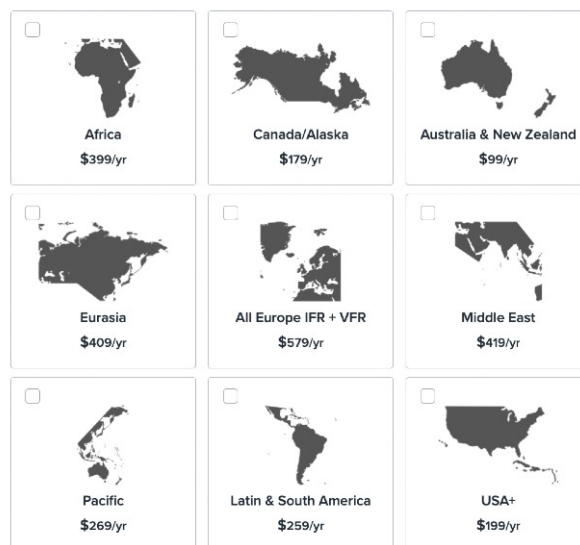 Africa
$399/yr
Canada/Alaska
$179/yr
Australia & New Zealand
$99/yr
Eurasia
$409/yr
All Europe IFR + VFR
$579/yr
Middle East
$419/yr
Pacific
$269/yr
Latin & South America
$259/yr
USA+
$199/yr